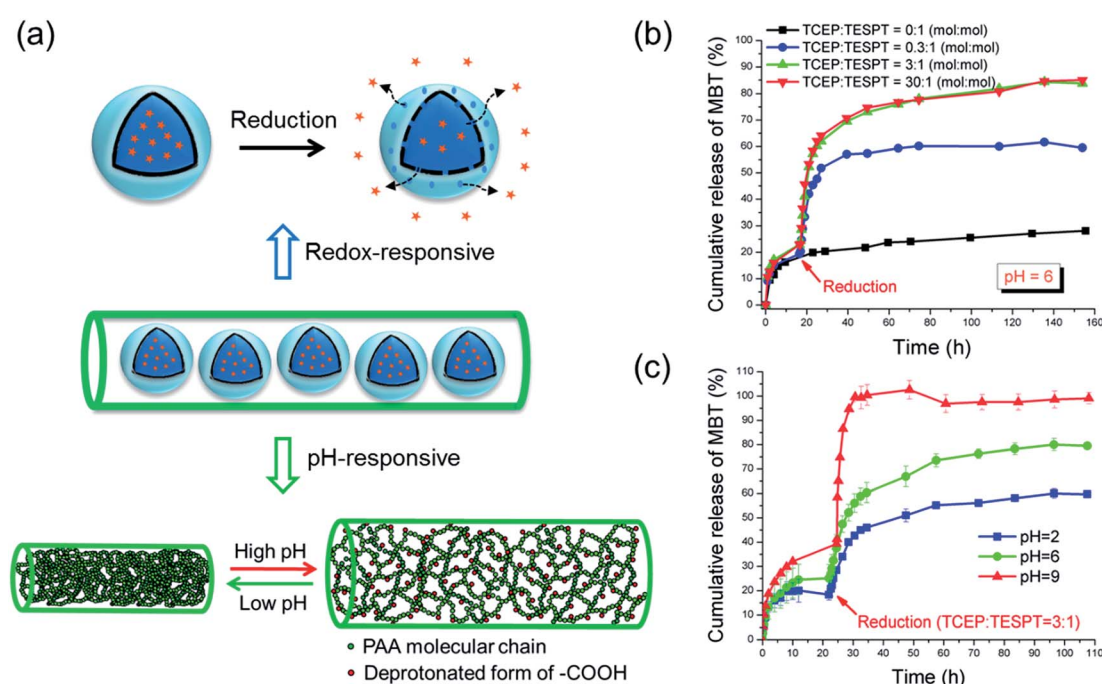 (a)
Reduction
Redox-responsive
pH-responsive
High pH
Low pH
PAA molecular chain
Deprotonated form of -COOH
(b)
Cumulative release of MBT (%)
100
90
80
70
60
50
40
30
20
10
0
TCEP:TESPT = 0:1 (mol:mol)
TCEP:TESPT = 0.3:1 (mol:mol)
TCEP:TESPT = 3:1 (mol:mol)
TCEP:TESPT = 30:1 (mol:mol)
Reduction
pH = 6
0 20 40 60 80 100 120 140 160
Time (h)
(c)
Cumulative release of MBT (%)
110
100
90
80
70
60
50
40
30
20
10
0
pH=2
pH=6
pH=9
Reduction (TCEP:TESPT=3:1)
0 10 20 30 40 50 60 70 80 90 100 110
Time (h)